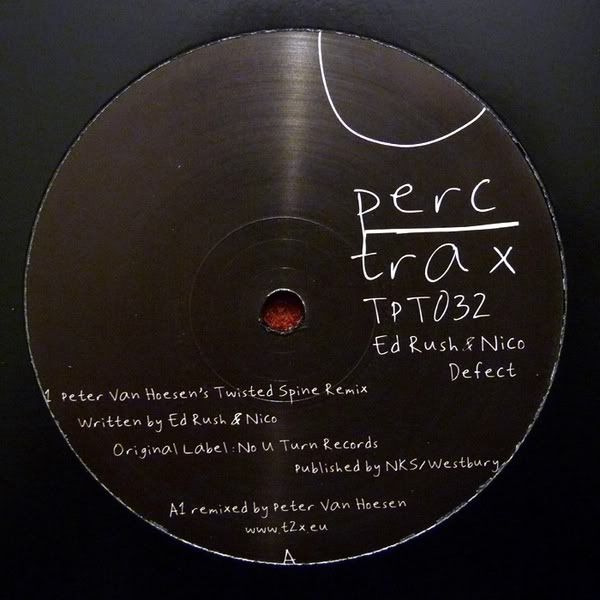 perc
trax
TPT032
Ed Rush & Nico
Defect
1 Peter Van Hoesen's Twisted Spine Remix
Written by Ed Rush & Nico
Original Label: No U Turn Records
Published by NKS/Westbury
A1 remixed by Peter Van Hoesen
www.t2x.eu
A